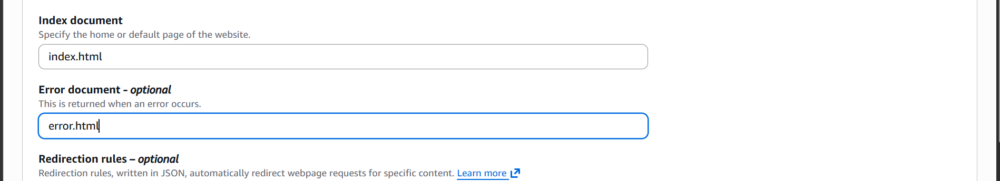 Index document
Specify the home or default page of the website.
index.html
Error document - optional
This is returned when an error occurs.
error.html
Redirection rules – optional
Redirection rules, written in JSON, automatically redirect webpage requests for specific content. Learn more